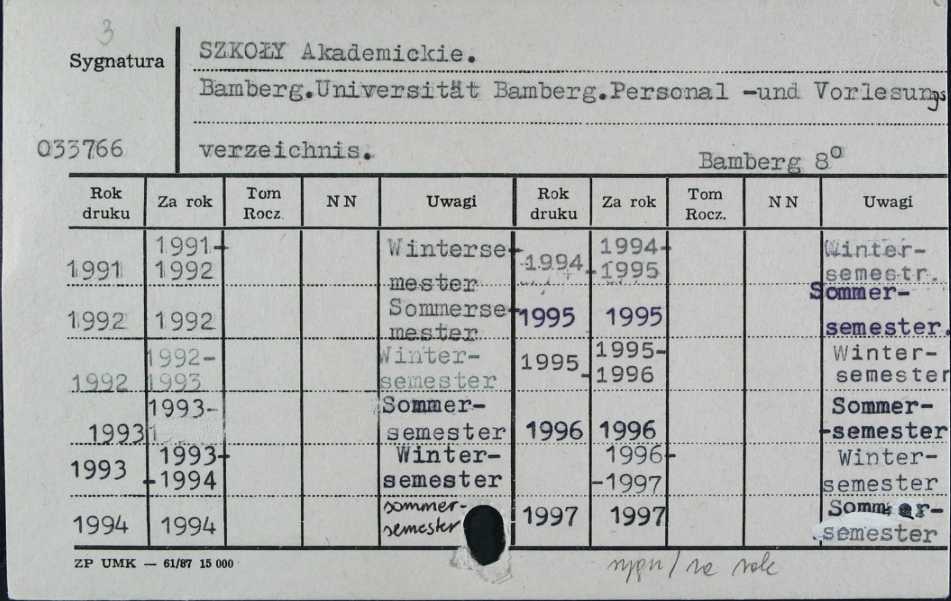 3
Sygnatura
SZKOŁY Akademickie.
Bamberg.Universität Bamberg.Personal -und Vorlesungs
033766
verzeichnis.
Bamberg 8º
Rok druku Za rok Tom Rocz. N N Uwagi Rok druku Za rok Tom Rocz. N N Uwagi
1991 1991-1992 Winterse-mester 1994 1994-1995 Winter-semestr.
1992 1992 Sommerse-mester 1995 1995 Sommer-semester.
1992 1992-1993 Winter-semester 1995 1995-1996 Winter-semester
1993 1993- Sommer-semester 1996 1996 Sommer-semester
1993 1993-1994 Winter-semester 1996-1997 Winter-semester
1994 1994 sommer-semester 1997 1997 Sommer-semester
ZP UMK — 61/87 15 000